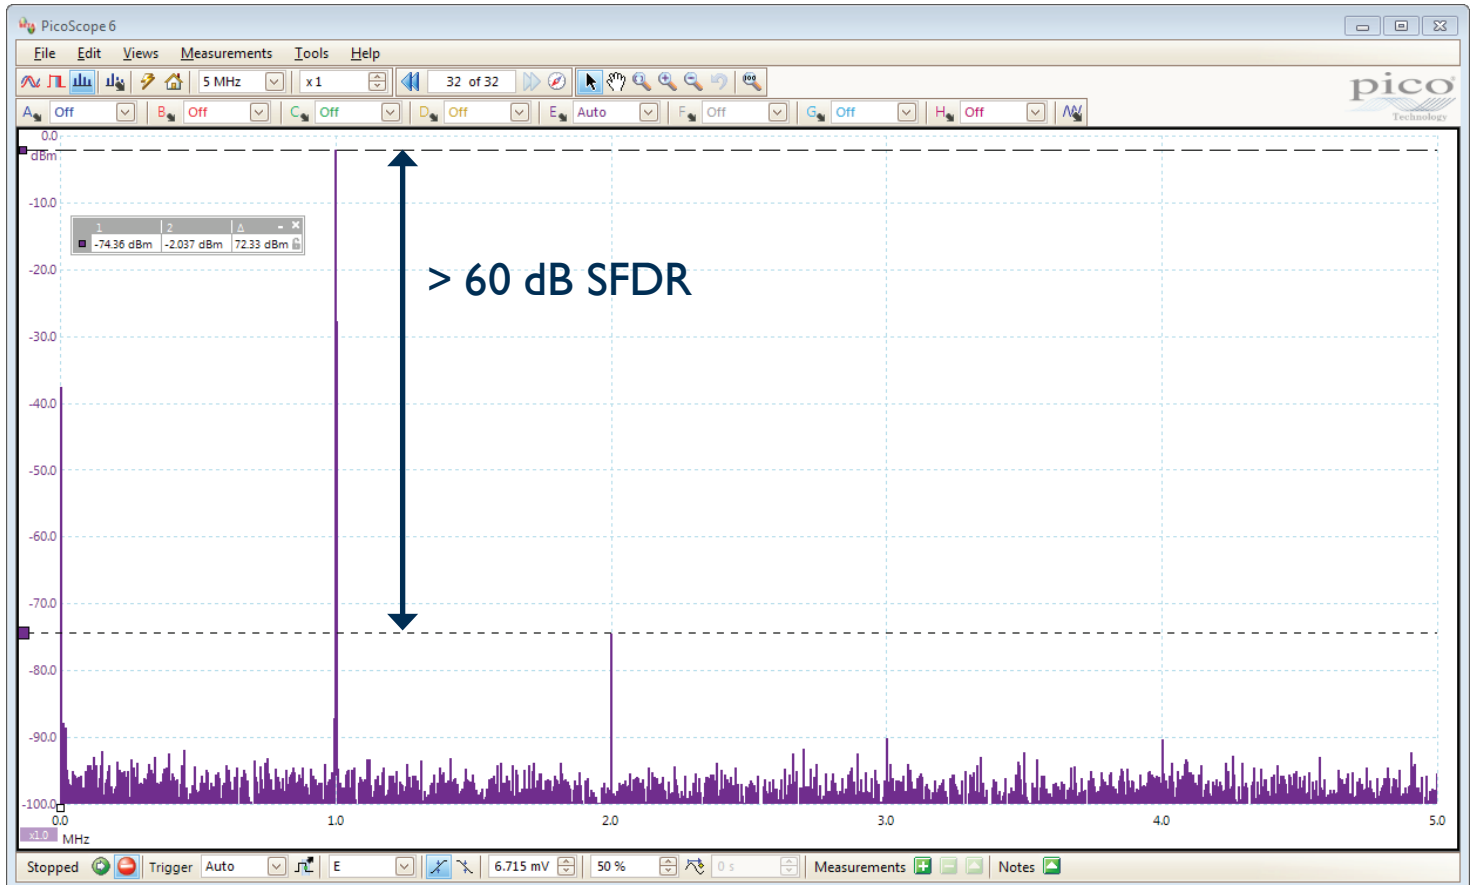 PicoScope 6
File Edit Views Measurements Tools Help
5 MHz x 1 32 of 32
pico
Technology
A Off B Off C Off D Off E Auto F Off G Off H Off
0.0
dBm
-10.0
1 2 Δ
-74.36 dBm -2.037 dBm 72.33 dBm
-20.0
> 60 dB SFDR
-30.0
-40.0
-50.0
-60.0
-70.0
-80.0
-90.0
-100.0
0.0 1.0 2.0 3.0 4.0 5.0
x1.0 MHz
Stopped Trigger Auto E 6.715 mV 50 % 0 s Measurements Notes